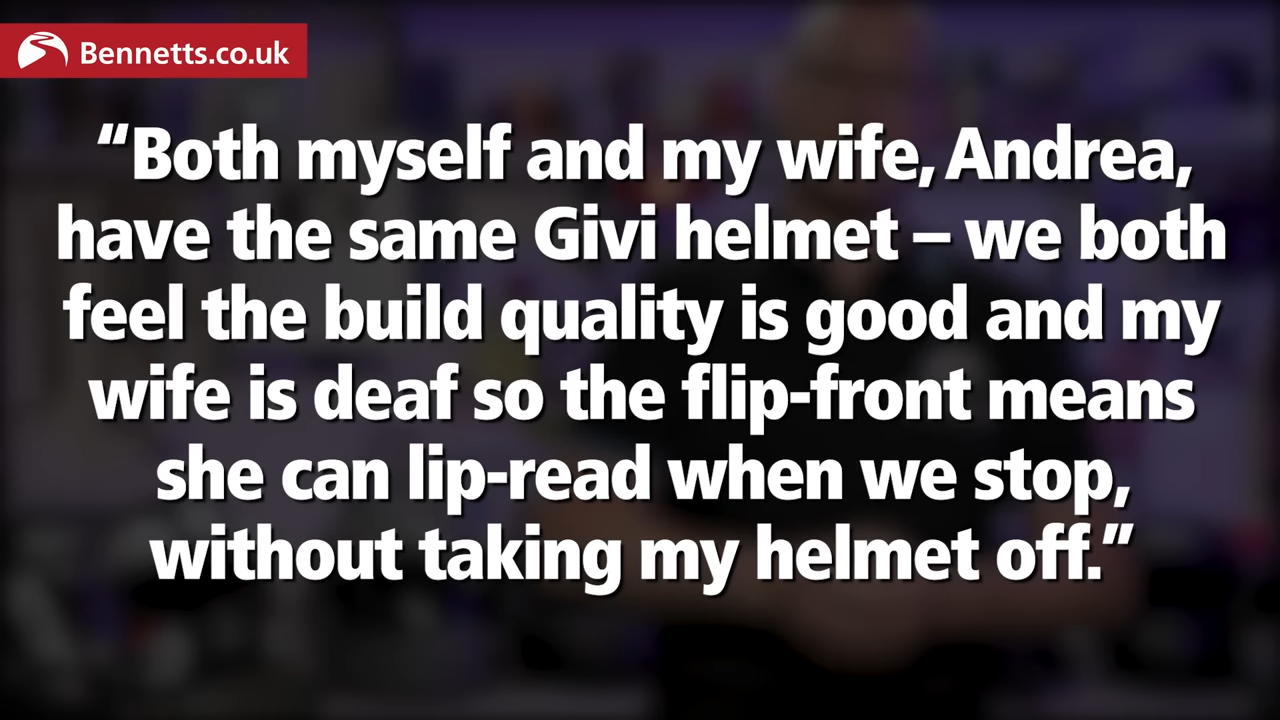 Bennetts.co.uk
“Both myself and my wife, Andrea,
have the same Givi helmet – we both
feel the build quality is good and my
wife is deaf so the flip-front means
she can lip-read when we stop,
without taking my helmet off.”